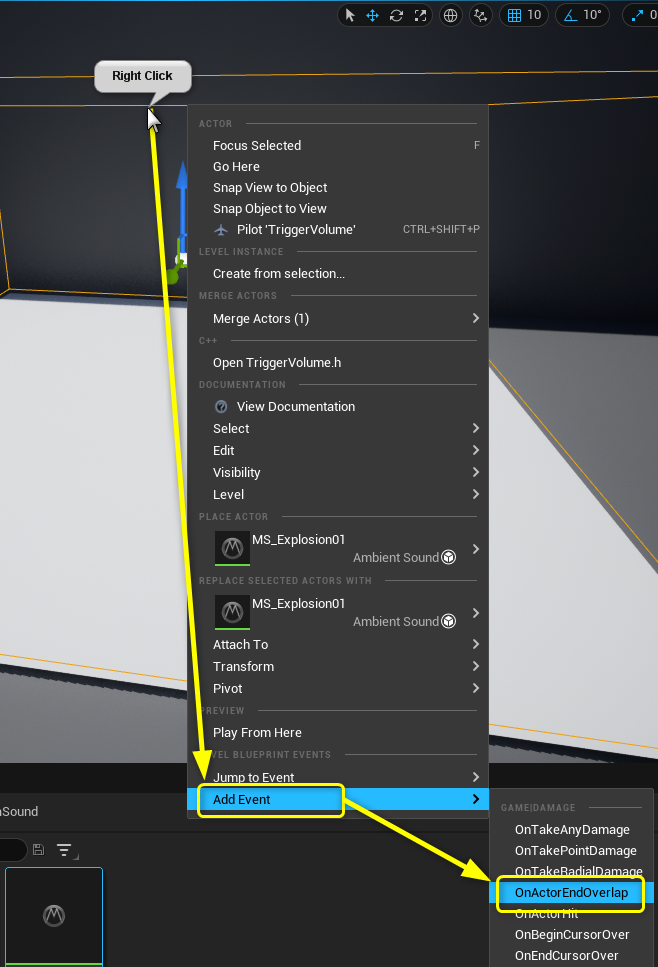 10
10°
0
Right Click
ACTOR
Focus Selected F
Go Here
Snap View to Object
Snap Object to View
Pilot 'TriggerVolume' CTRL+SHIFT+P
LEVEL INSTANCE
Create from selection...
MERGE ACTORS
Merge Actors (1)
C++
Open TriggerVolume.h
DOCUMENTATION
View Documentation
Select
Edit
Visibility
Level
PLACE ACTOR
MS_Explosion01
Ambient Sound
REPLACE SELECTED ACTORS WITH
MS_Explosion01
Ambient Sound
Attach To
Transform
Pivot
PREVIEW
Play From Here
VEL BLUEPRINT EVENTS
Jump to Event
Add Event
Sound
GAME|DAMAGE
OnTakeAnyDamage
OnTakePointDamage
OnTakeRadialDamage
OnActorEndOverlap
OnActorHit
OnBeginCursorOver
OnEndCursorOver